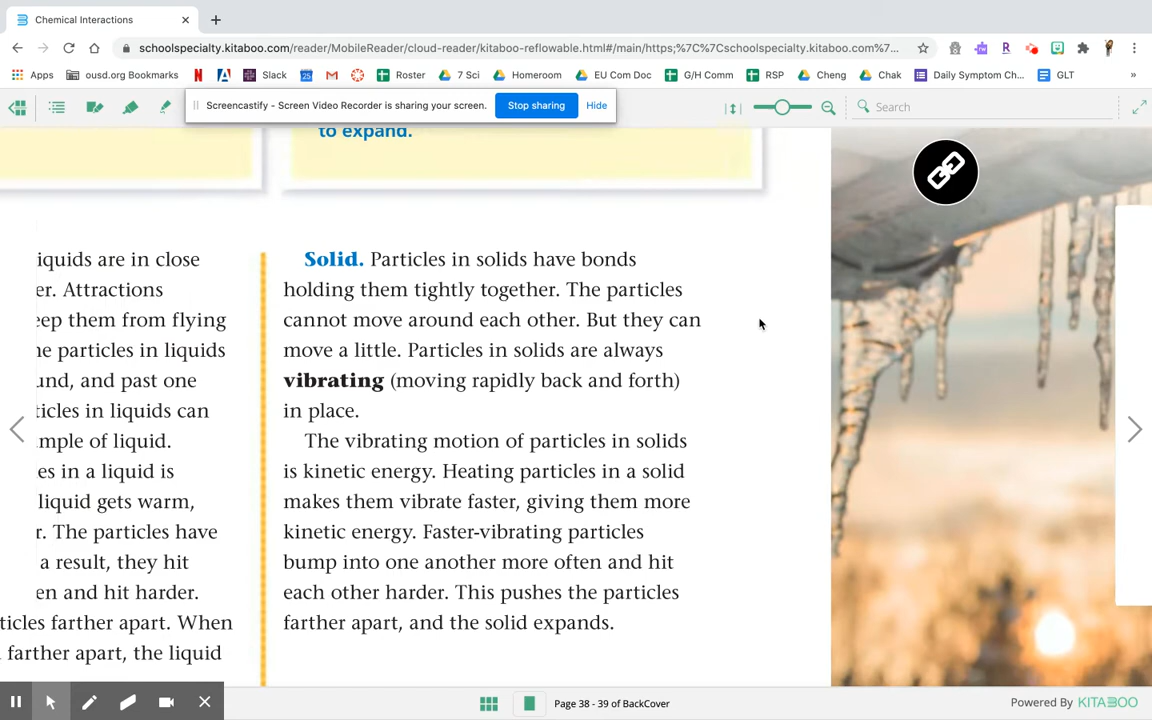 Chemical Interactions
schoolspecialty.kitaboo.com/reader/MobileReader/cloud-reader/kitaboo-reflowable.html#/main/https;%7C%7Cschoolspecialty.kitaboo.com%7...
Apps ousd.org Bookmarks Slack Roster 7 Sci Homeroom EU Com Doc G/H Comm RSP Cheng Chak Daily Symptom Ch... GLT »
Screencastify - Screen Video Recorder is sharing your screen. Stop sharing Hide
Search
to expand.
iquids are in close
er. Attractions
eep them from flying
ne particles in liquids
und, and past one
ticles in liquids can
mple of liquid.
es in a liquid is
liquid gets warm,
r. The particles have
a result, they hit
en and hit harder.
ticles farther apart. When
farther apart, the liquid
Solid. Particles in solids have bonds
holding them tightly together. The particles
cannot move around each other. But they can
move a little. Particles in solids are always
vibrating (moving rapidly back and forth)
in place.
The vibrating motion of particles in solids
is kinetic energy. Heating particles in a solid
makes them vibrate faster, giving them more
kinetic energy. Faster-vibrating particles
bump into one another more often and hit
each other harder. This pushes the particles
farther apart, and the solid expands.
Page 38 - 39 of BackCover
Powered By KITABOO